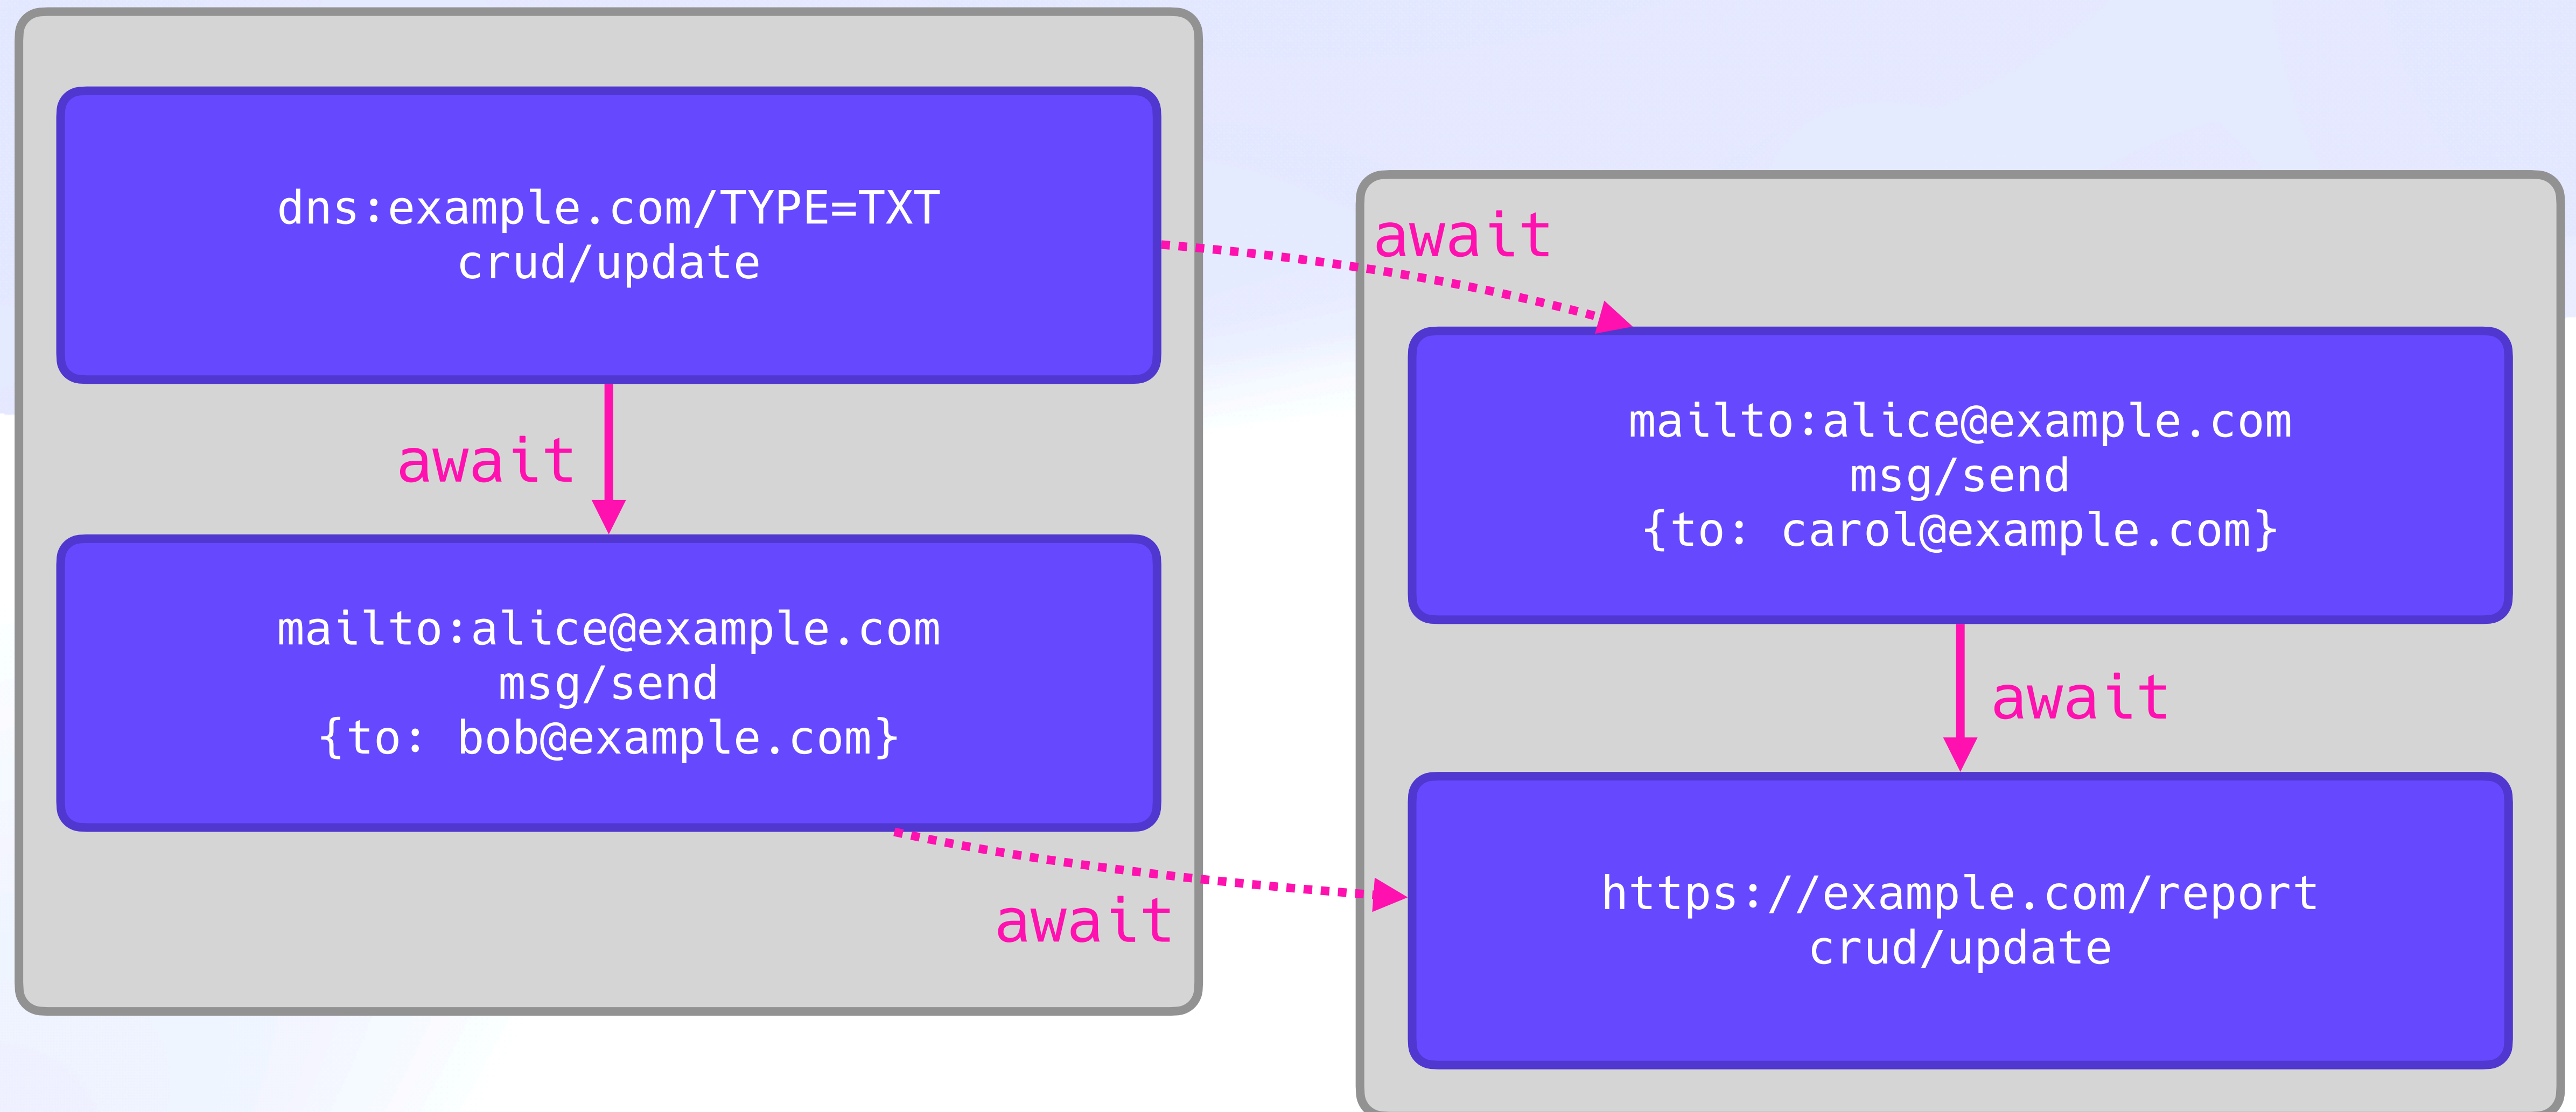 dns:example.com/TYPE=TXT
crud/update
await
mailto:alice@example.com
msg/send
{to: bob@example.com}
await
await
mailto:alice@example.com
msg/send
{to: carol@example.com}
await
https://example.com/report
crud/update